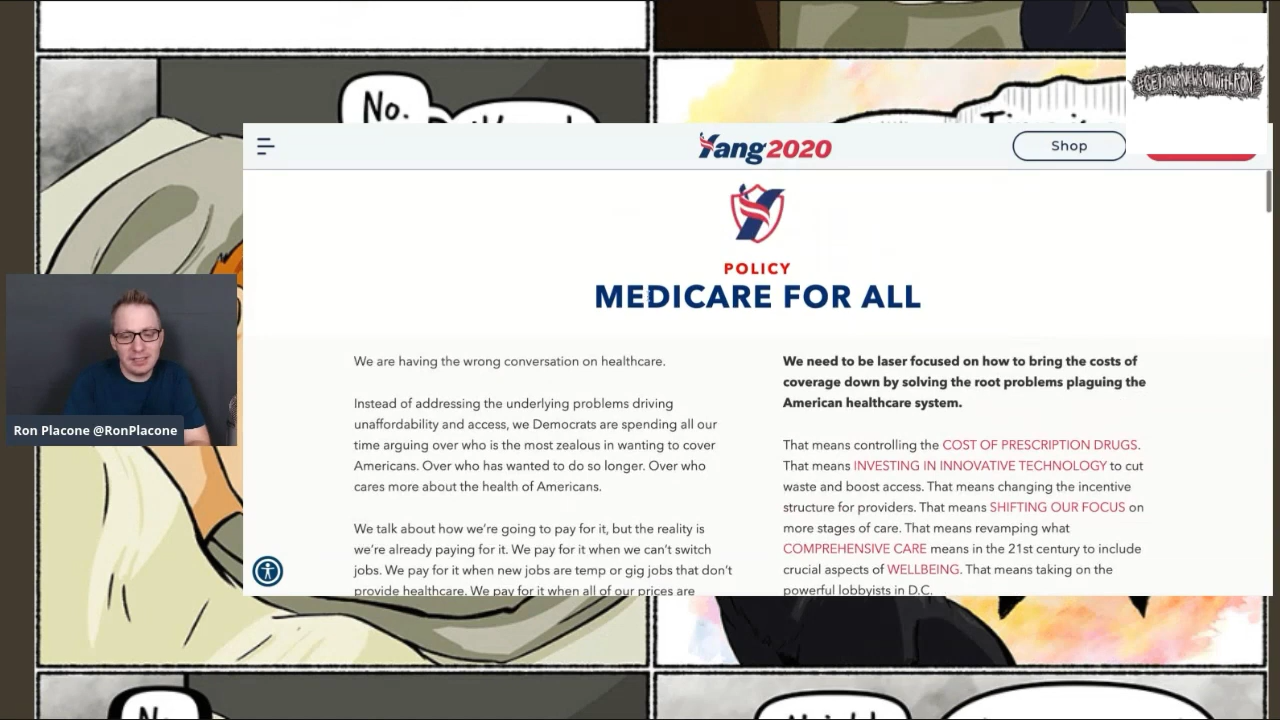 No.
#GETYOURNEWSONWITHRON
Yang2020
Shop
POLICY
MEDICARE FOR ALL
We are having the wrong conversation on healthcare.
Instead of addressing the underlying problems driving
unaffordability and access, we Democrats are spending all our
time arguing over who is the most zealous in wanting to cover
Americans. Over who has wanted to do so longer. Over who
cares more about the health of Americans.
We talk about how we're going to pay for it, but the reality is
we're already paying for it. We pay for it when we can't switch
jobs. We pay for it when new jobs are temp or gig jobs that don't
provide healthcare. We pay for it when all of our prices are
We need to be laser focused on how to bring the costs of
coverage down by solving the root problems plaguing the
American healthcare system.
That means controlling the COST OF PRESCRIPTION DRUGS.
That means INVESTING IN INNOVATIVE TECHNOLOGY to cut
waste and boost access. That means changing the incentive
structure for providers. That means SHIFTING OUR FOCUS on
more stages of care. That means revamping what
COMPREHENSIVE CARE means in the 21st century to include
crucial aspects of WELLBEING. That means taking on the
powerful lobbyists in D.C.
Ron Placone @RonPlacone